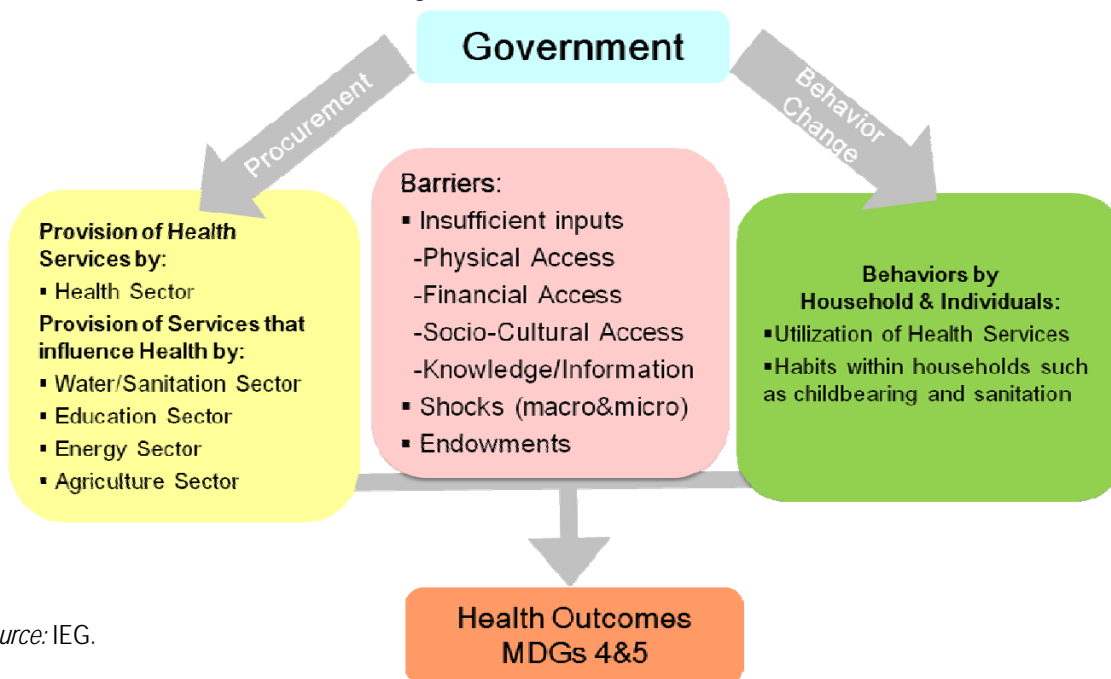 Government
Procurement
Behavior
Change
Provision of Health
Services by:
▪ Health Sector
Provision of Services that
influence Health by:
▪ Water/Sanitation Sector
▪ Education Sector
▪ Energy Sector
▪ Agriculture Sector
Barriers:
▪ Insufficient inputs
-Physical Access
-Financial Access
-Socio-Cultural Access
-Knowledge/Information
▪ Shocks (macro&micro)
▪ Endowments
Behaviors by
Household & Individuals:
▪Utilization of Health Services
▪Habits within households such
as childbearing and sanitation
Health Outcomes
MDGs 4&5
urce: IEG.